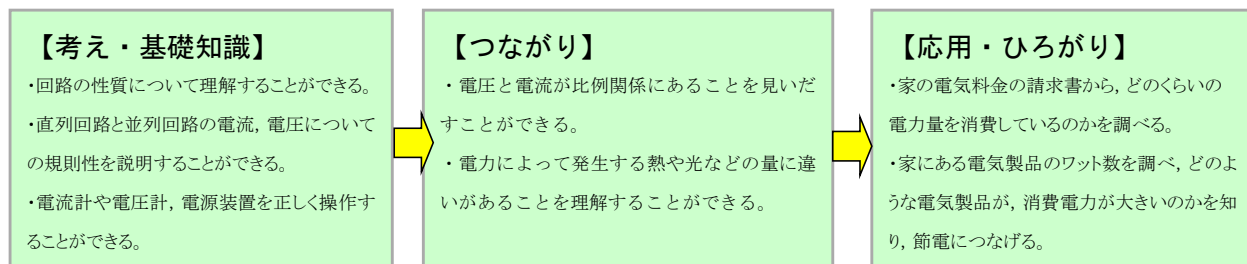 【考え・基礎知識】
・回路の性質について理解することができる。
・直列回路と並列回路の電流，電圧について
の規則性を説明することができる。
・電流計や電圧計，電源装置を正しく操作す
ることができる。
【つながり】
・電圧と電流が比例関係にあることを見いだ
すことができる。
・電力によって発生する熱や光などの量に違
いがあることを理解することができる。
【応用・ひろがり】
・家の電気料金の請求書から，どのくらいの
電力量を消費しているのかを調べる。
・家にある電気製品のワット数を調べ，どのよ
うな電気製品が，消費電力が大きいのかを知
り，節電につなげる。